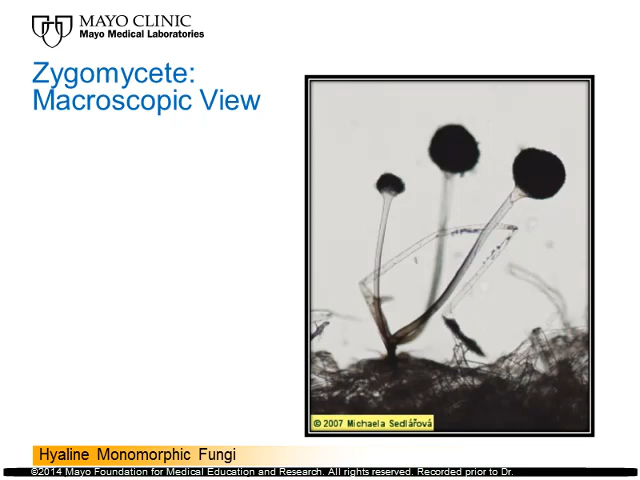 MAYO CLINIC
Mayo Medical Laboratories
Zygomycete:
Macroscopic View
© 2007 Michaela Sedlářová
Hyaline Monomorphic Fungi
©2014 Mayo Foundation for Medical Education and Research. All rights reserved. Recorded prior to Dr.